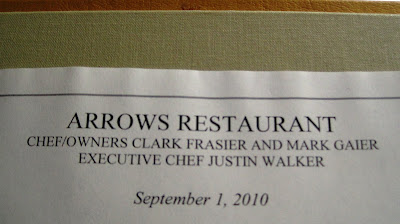 ARROWS RESTAURANT
CHEF/OWNERS CLARK FRASIER AND MARK GAIER
EXECUTIVE CHEF JUSTIN WALKER
September 1, 2010